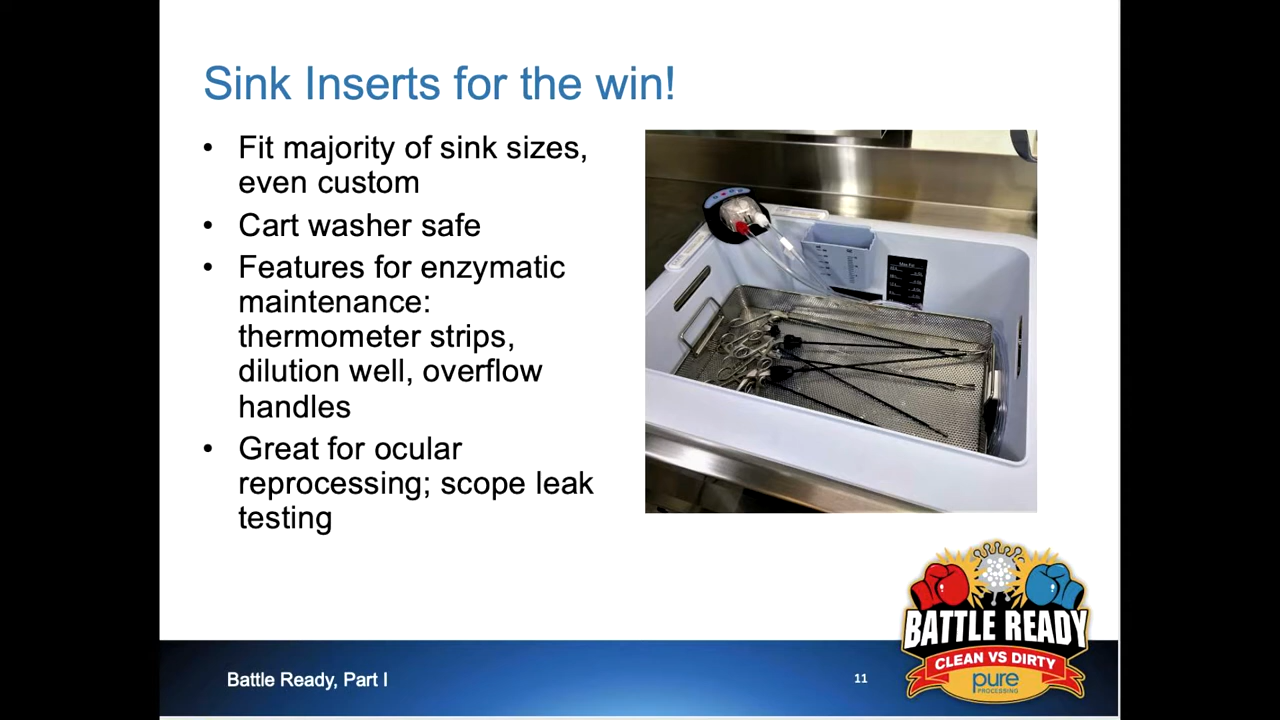 Sink Inserts for the win!
• Fit majority of sink sizes,
even custom
• Cart washer safe
• Features for enzymatic
maintenance:
thermometer strips,
dilution well, overflow
handles
• Great for ocular
reprocessing; scope leak
testing
BATTLE READY
CLEAN VS DIRTY
pure
PROCESSING
Battle Ready, Part I
11